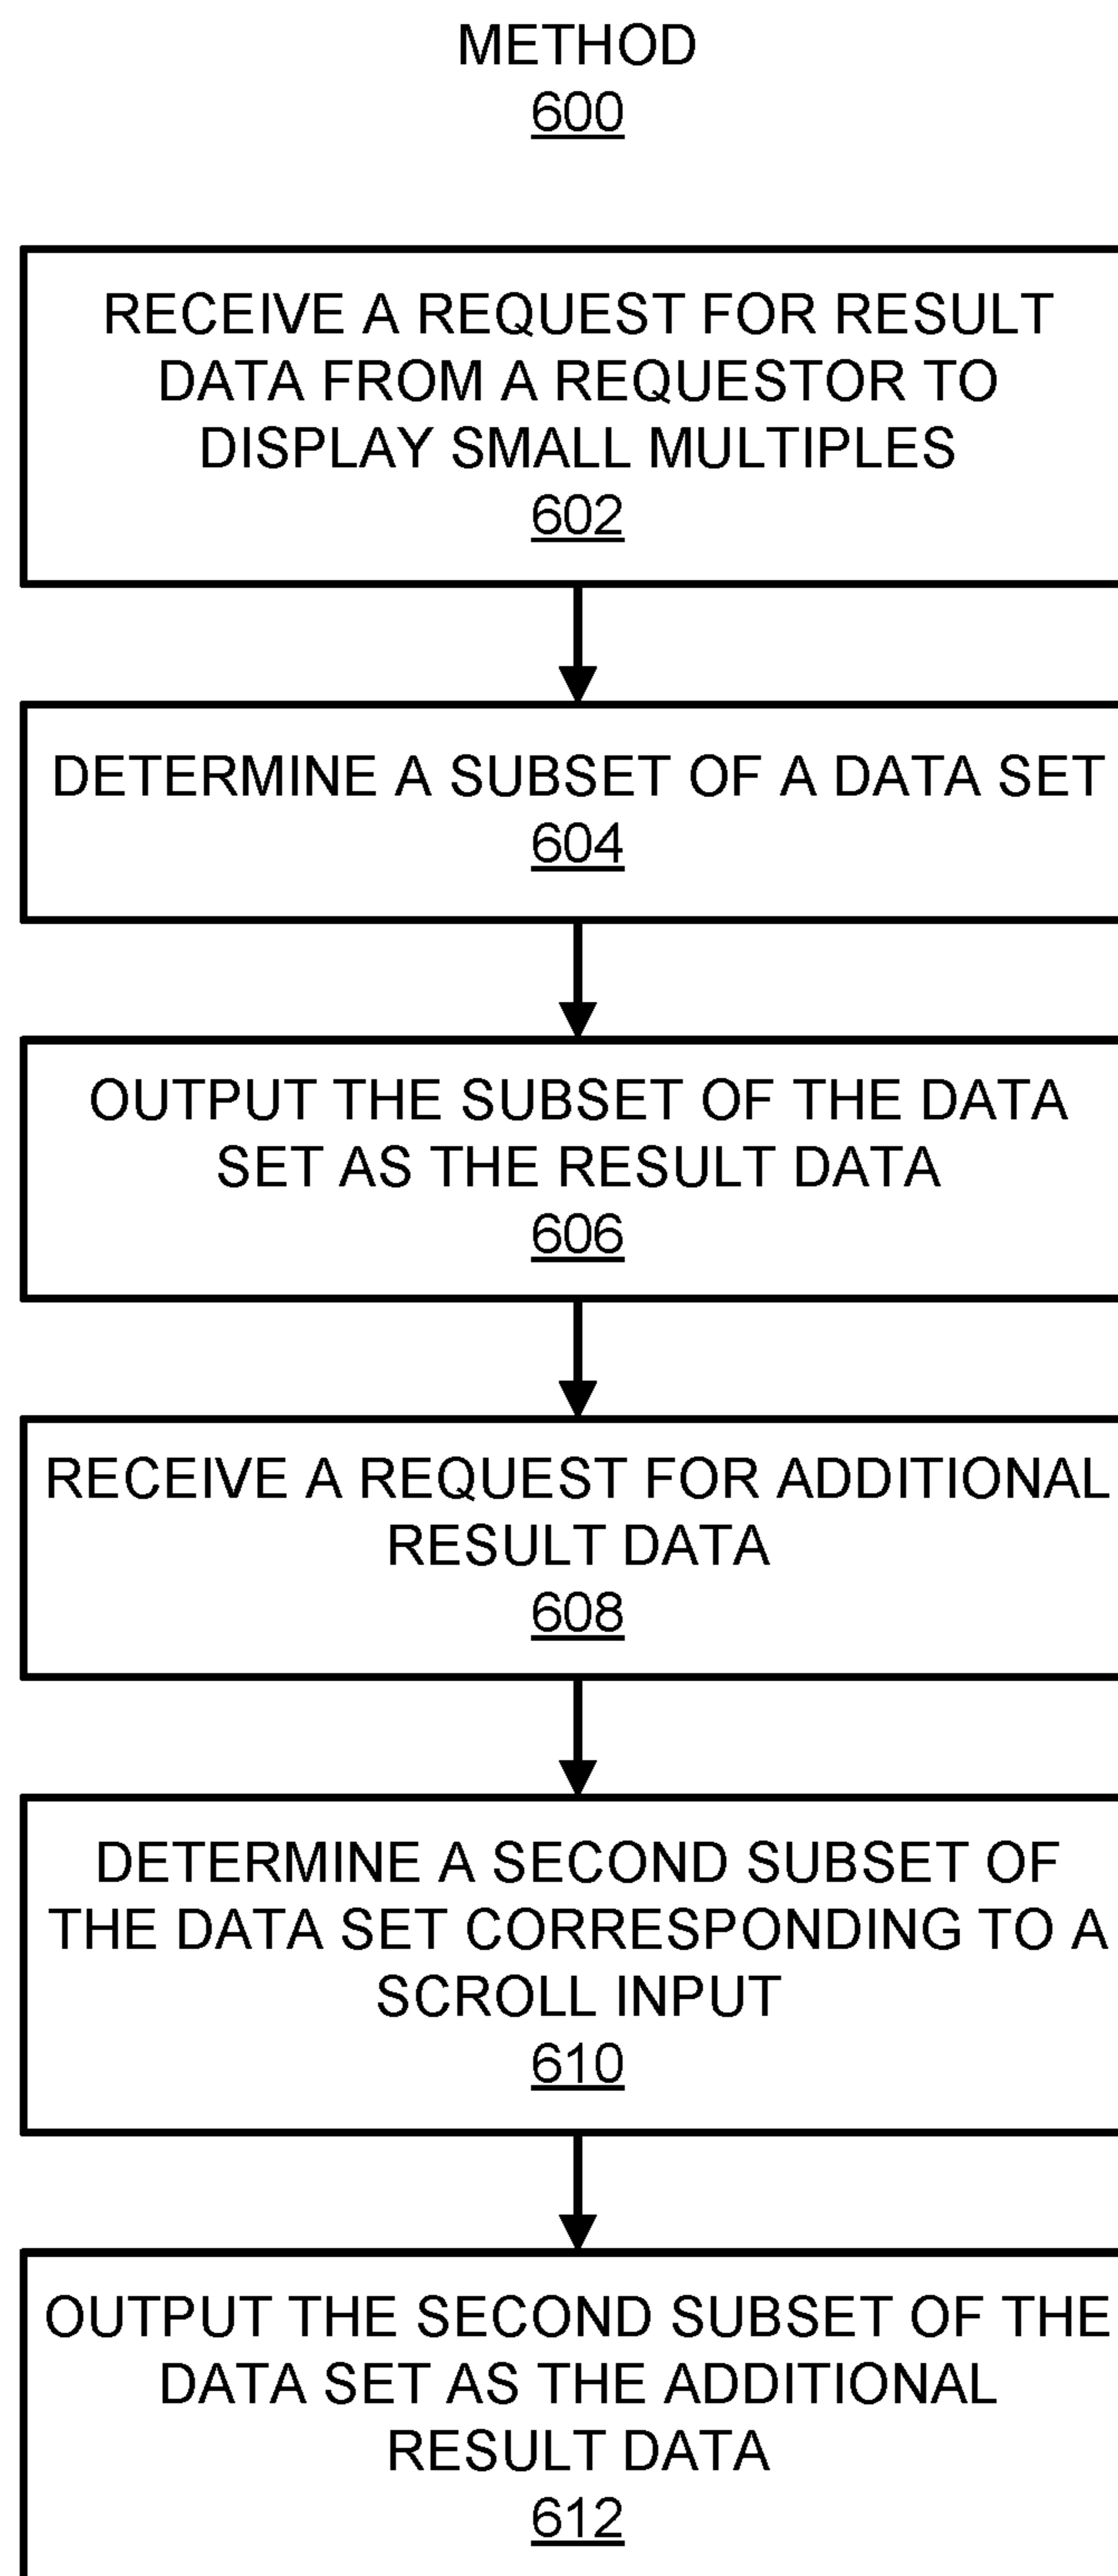 METHOD
600
RECEIVE A REQUEST FOR RESULT
DATA FROM A REQUESTOR TO
DISPLAY SMALL MULTIPLES
602
DETERMINE A SUBSET OF A DATA SET
604
OUTPUT THE SUBSET OF THE DATA
SET AS THE RESULT DATA
606
RECEIVE A REQUEST FOR ADDITIONAL
RESULT DATA
608
DETERMINE A SECOND SUBSET OF
THE DATA SET CORRESPONDING TO A
SCROLL INPUT
610
OUTPUT THE SECOND SUBSET OF THE
DATA SET AS THE ADDITIONAL
RESULT DATA
612